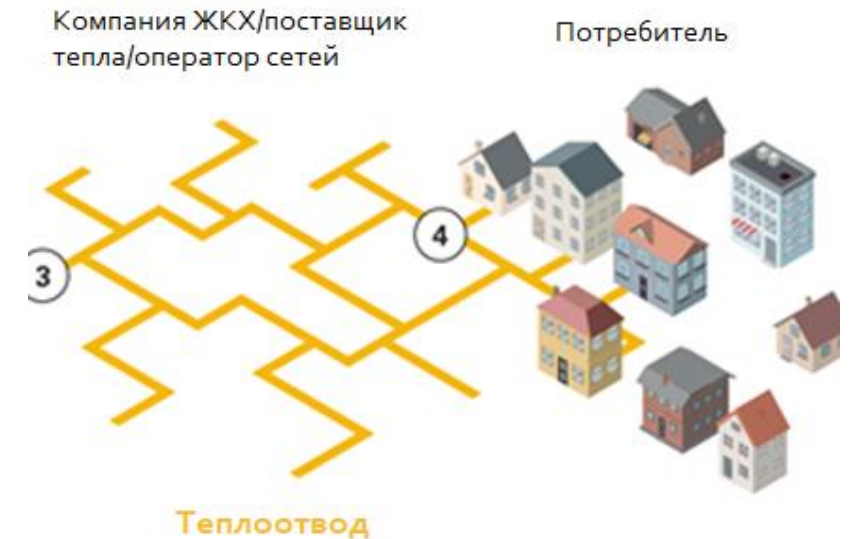 Компания ЖКХ/поставщик
тепла/оператор сетей
Потребитель
3
4
Теплоотвод